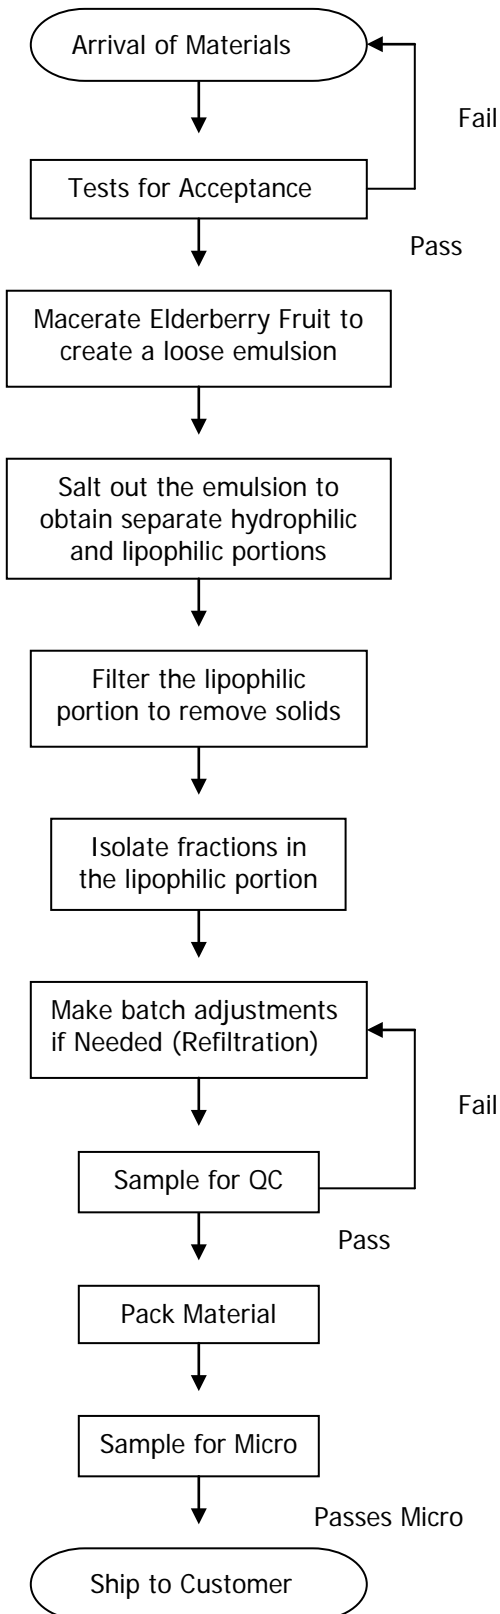 Arrival of Materials
Fail
Tests for Acceptance
Pass
Macerate Elderberry Fruit to
create a loose emulsion
Salt out the emulsion to
obtain separate hydrophilic
and lipophilic portions
Filter the lipophilic
portion to remove solids
Isolate fractions in
the lipophilic portion
Make batch adjustments
if Needed (Refiltration)
Fail
Sample for QC
Pass
Pack Material
Sample for Micro
Passes Micro
Ship to Customer